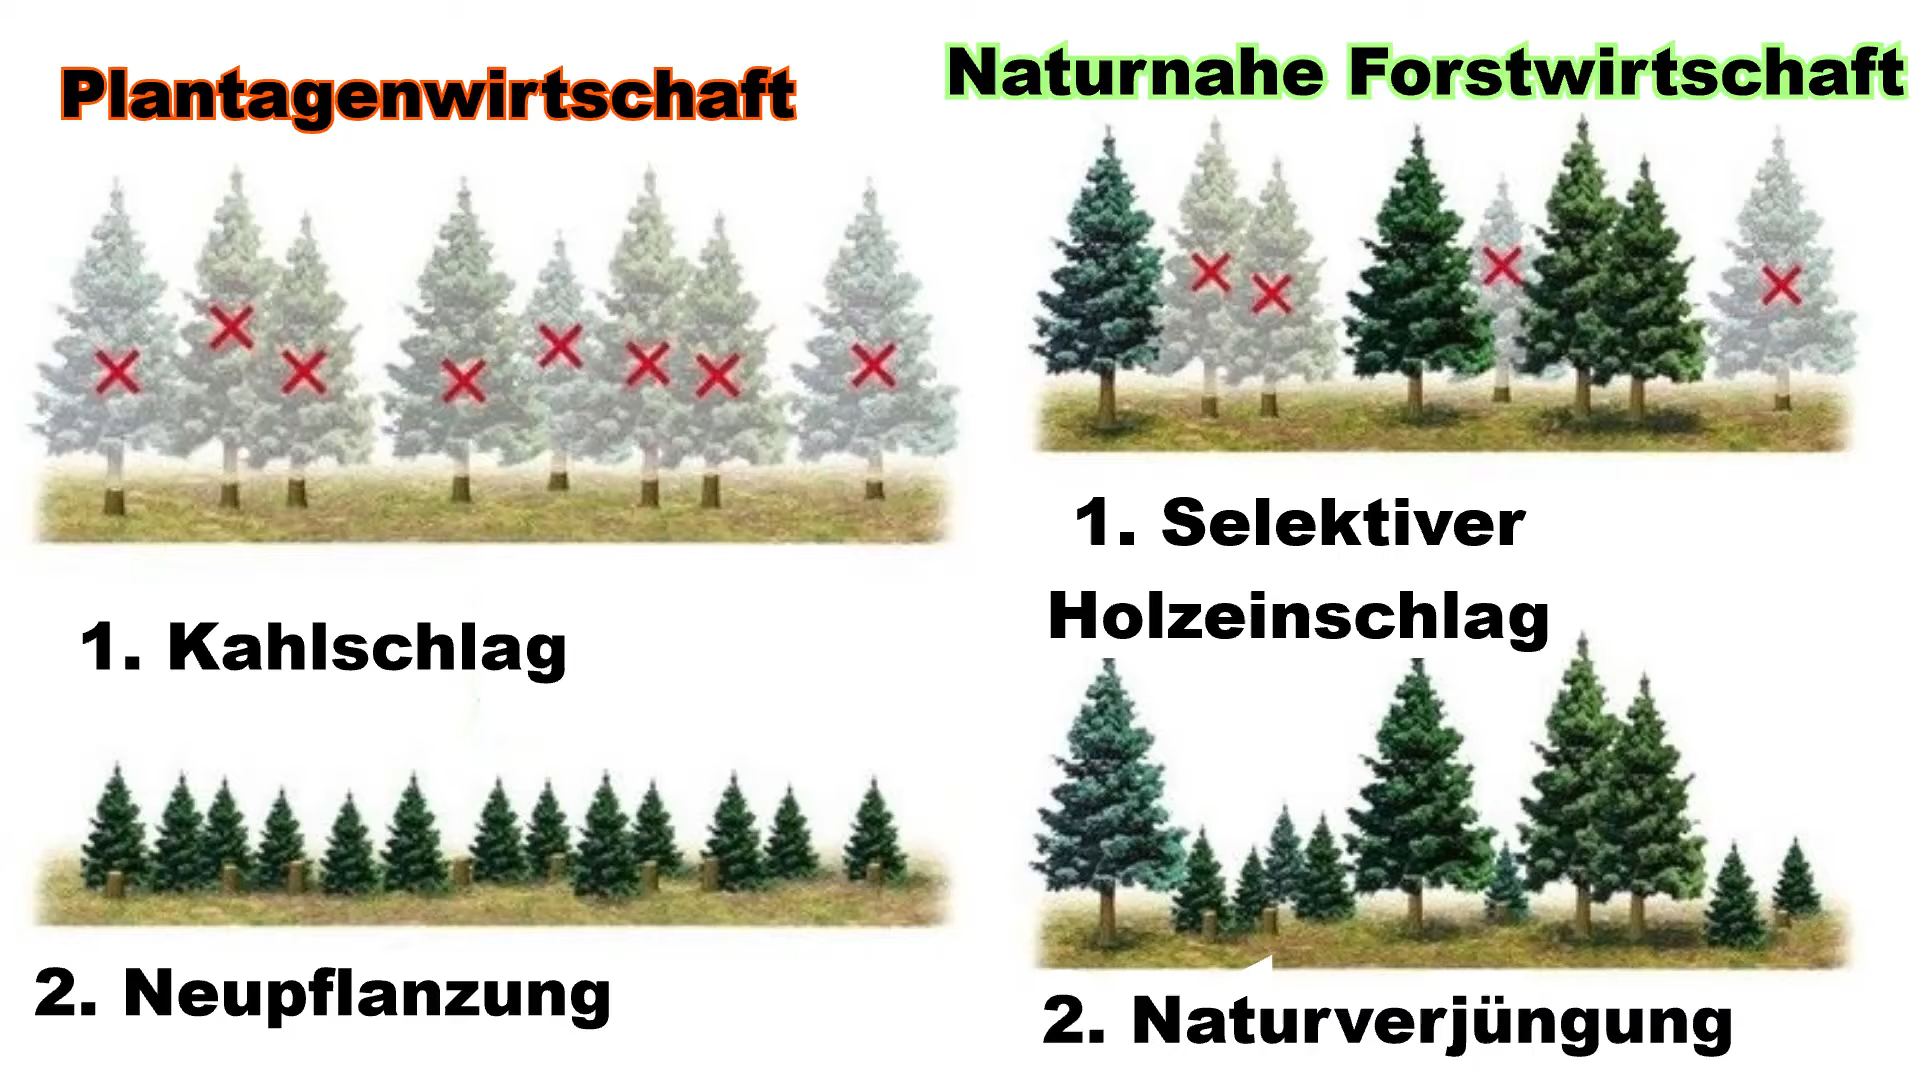 Plantagenwirtschaft
1. Kahlschlag
2. Neupflanzung
Naturnahe Forstwirtschaft
1. Selektiver
Holzeinschlag
2. Naturverjüngung